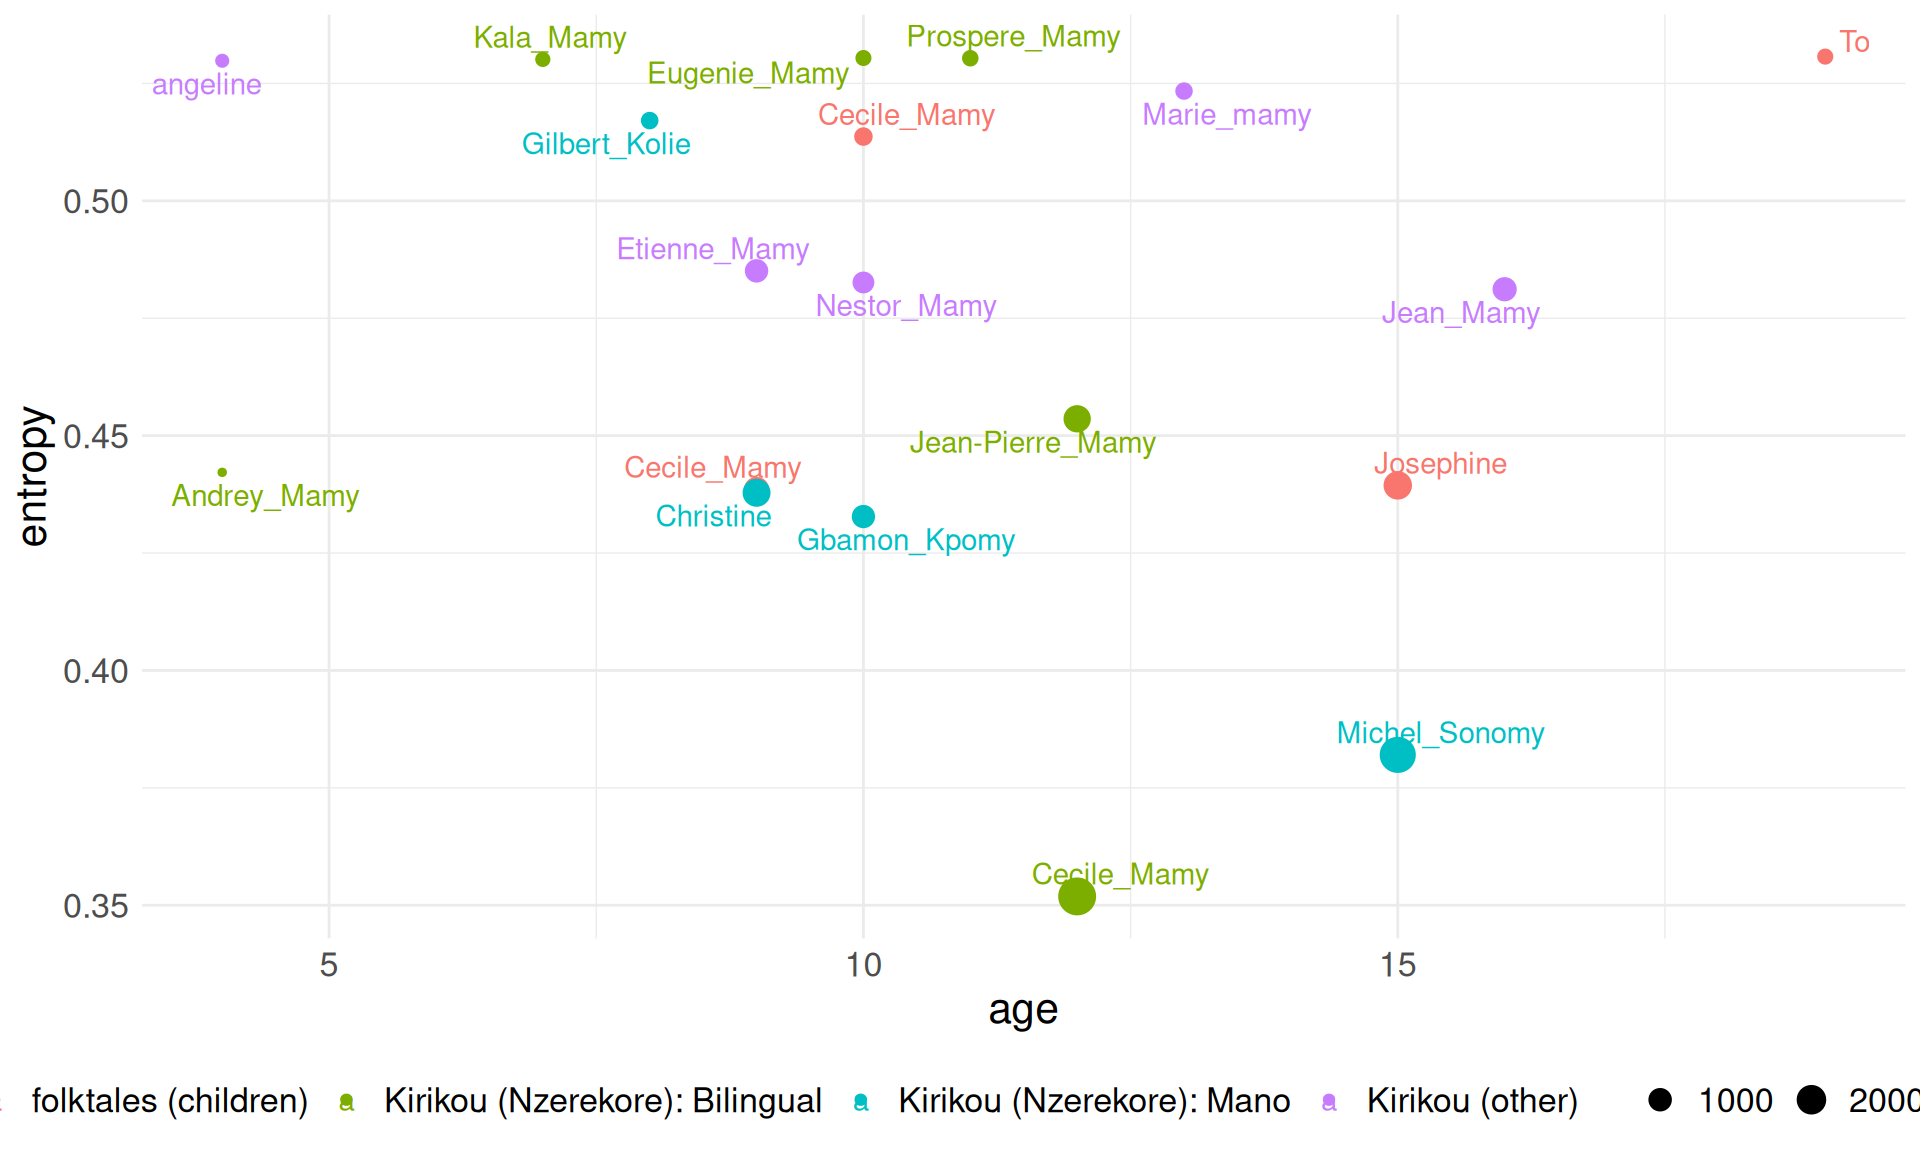 Kala_Mamy
Prospere_Mamy
To
angeline
Eugenie_Mamy
Cecile_Mamy
Marie_mamy
Gilbert_Kolie
0.50
Etienne_Mamy
Nestor_Mamy
Jean_Mamy
entropy
0.45
Jean-Pierre_Mamy
Cecile_Mamy
Josephine
Andrey_Mamy
Christine
Gbamon_Kpomy
0.40
Michel_Sonomy
Cecile_Mamy
0.35
5 10 15
age
folktales (children) a Kirikou (Nzerekore): Bilingual a Kirikou (Nzerekore): Mano a Kirikou (other) 1000 2000